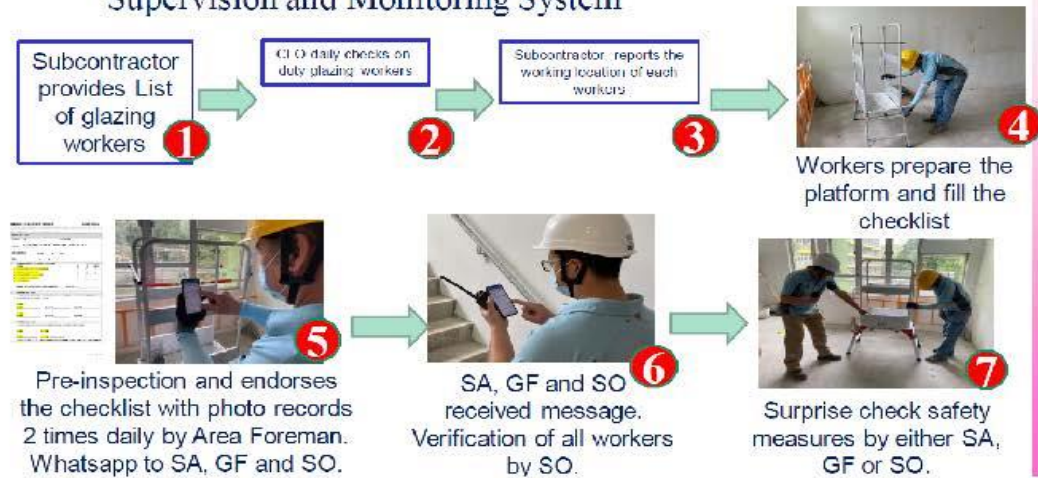 Supervision and Monitoring System
Subcontractor
provides List
of glazing
workers
1
CLO daily checks on
duty glazing workers
2
Subcontractor reports the
working location of each
workers
3
4
Workers prepare the
platform and fill the
checklist
5
Pre-inspection and endorses
the checklist with photo records
2 times daily by Area Foreman.
Whatsapp to SA, GF and SO.
6
SA, GF and SO
received message.
Verification of all workers
by SO.
7
Surprise check safety
measures by either SA,
GF or SO.